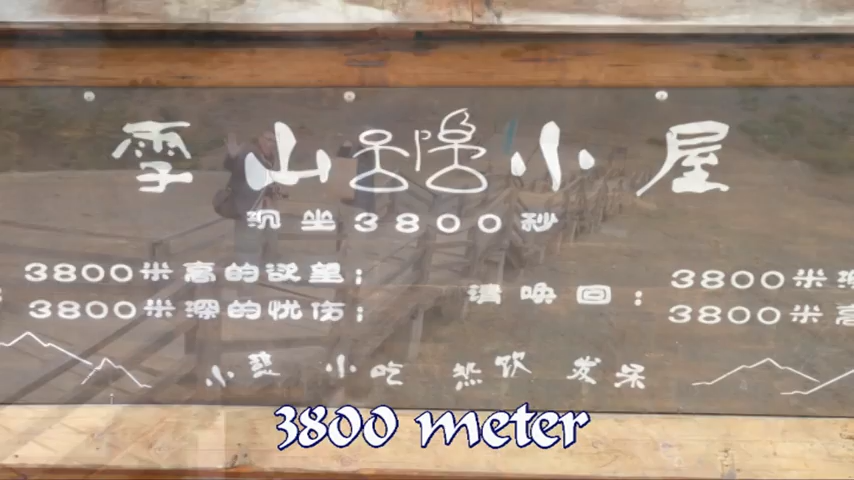 雪山 隐小屋
沉坐3800秒
3800米高的欲望；
3800米深的忧伤；
请唤回：
3800米
3800米高
小憩 小吃 热饮 发呆
3800 meter